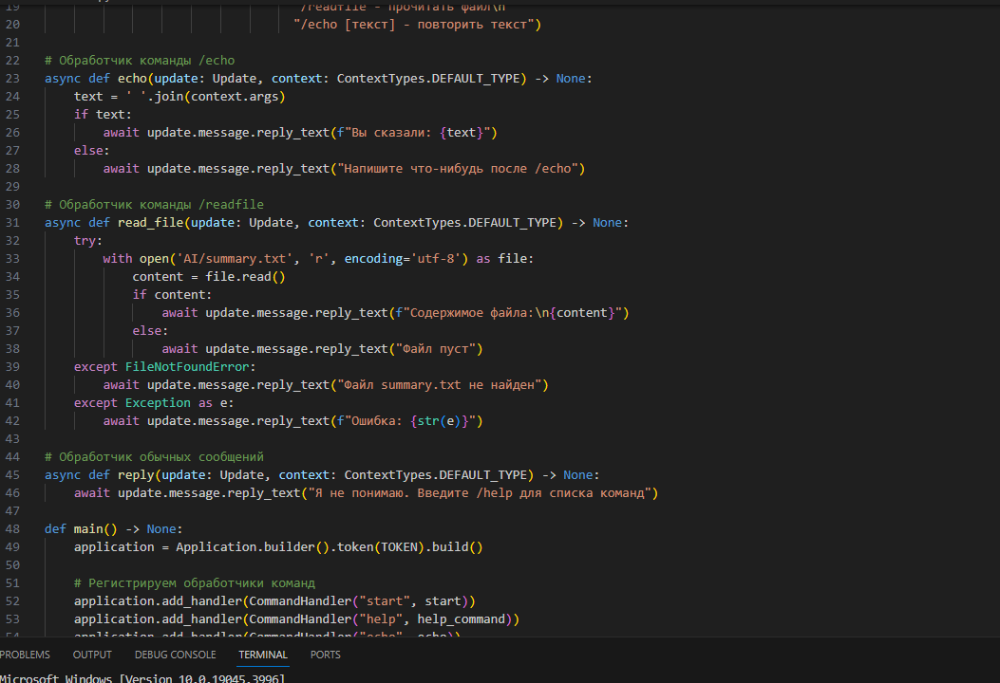 19 "/readfile - прочитать файл\n"
20 "/echo [текст] - повторить текст")
21
22 # Обработчик команды /echo
23 async def echo(update: Update, context: ContextTypes.DEFAULT_TYPE) -> None:
24 text = ' '.join(context.args)
25 if text:
26 await update.message.reply_text(f"Вы сказали: {text}")
27 else:
28 await update.message.reply_text("Напишите что-нибудь после /echo")
29
30 # Обработчик команды /readfile
31 async def read_file(update: Update, context: ContextTypes.DEFAULT_TYPE) -> None:
32 try:
33 with open('AI/summary.txt', 'r', encoding='utf-8') as file:
34 content = file.read()
35 if content:
36 await update.message.reply_text(f"Содержимое файла:\n{content}")
37 else:
38 await update.message.reply_text("Файл пуст")
39 except FileNotFoundError:
40 await update.message.reply_text("Файл summary.txt не найден")
41 except Exception as e:
42 await update.message.reply_text(f"Ошибка: {str(e)}")
43
44 # Обработчик обычных сообщений
45 async def reply(update: Update, context: ContextTypes.DEFAULT_TYPE) -> None:
46 await update.message.reply_text("Я не понимаю. Введите /help для списка команд")
47
48 def main() -> None:
49 application = Application.builder().token(TOKEN).build()
50
51 # Регистрируем обработчики команд
52 application.add_handler(CommandHandler("start", start))
53 application.add_handler(CommandHandler("help", help_command))
54 application.add_handler(CommandHandler("echo", echo))
PROBLEMS OUTPUT DEBUG CONSOLE TERMINAL PORTS
Microsoft Windows [Version 10.0.19045.3996]